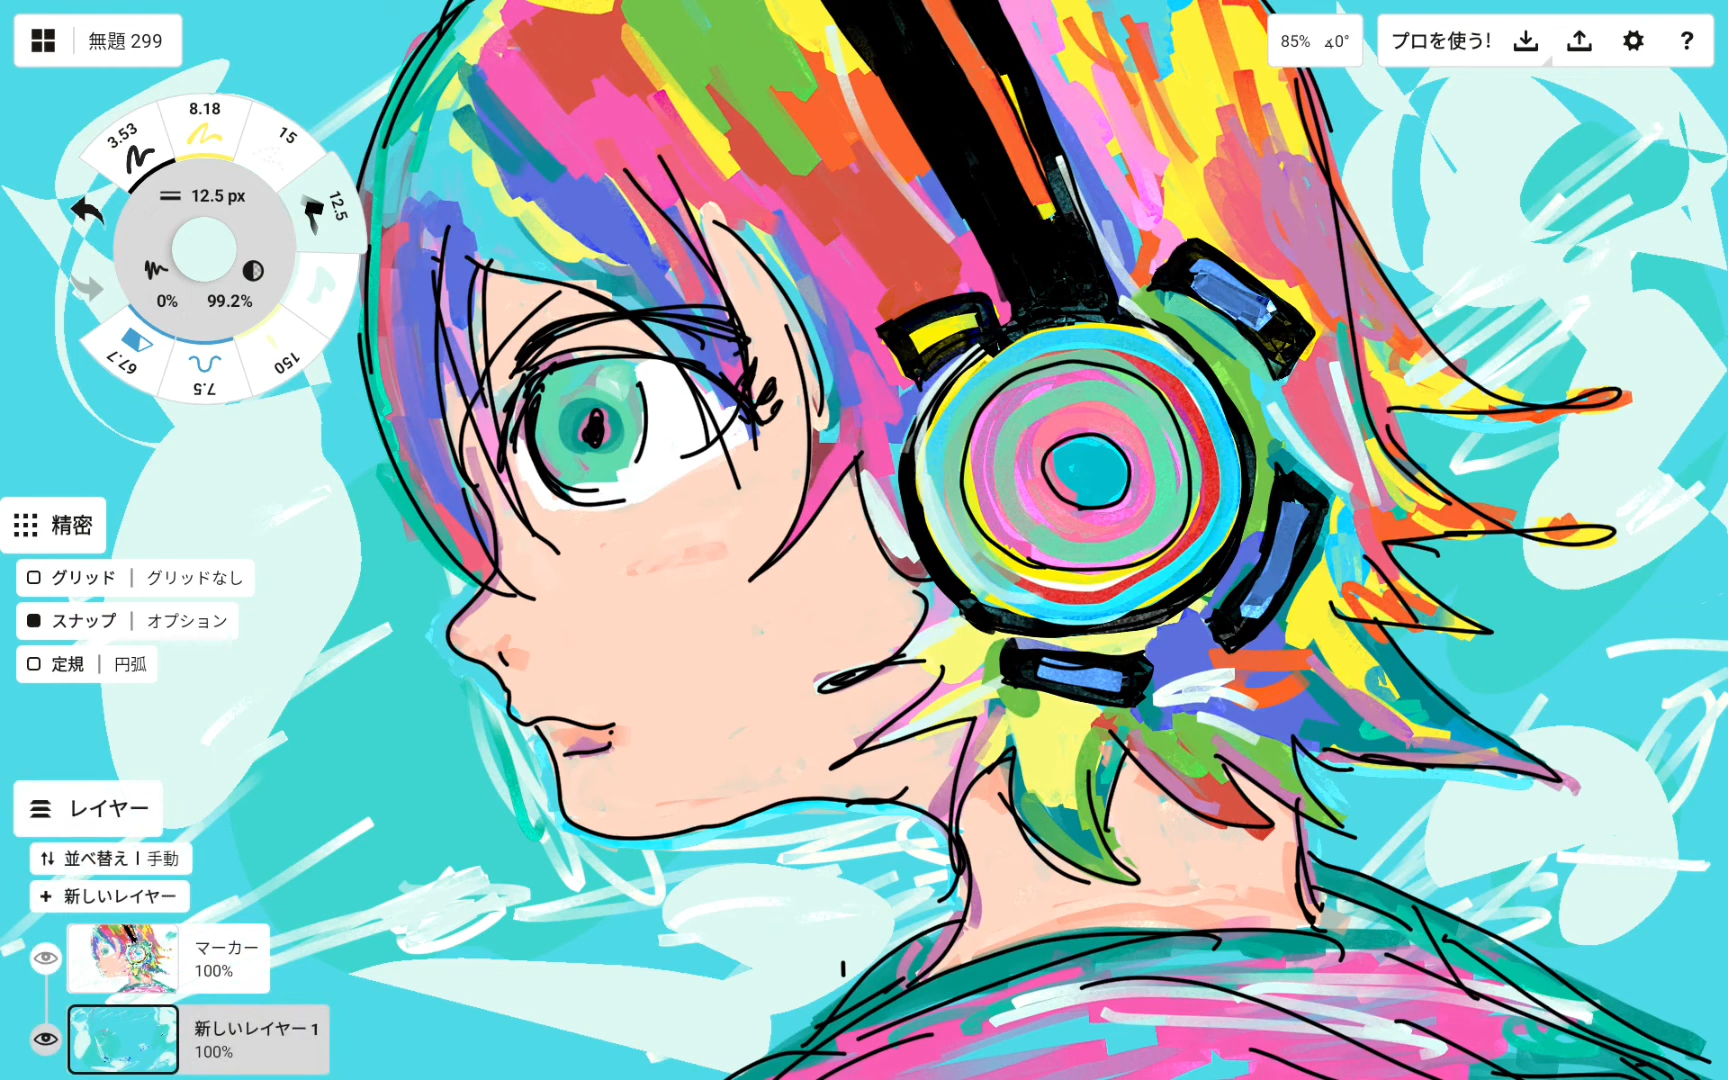 無題 299
85% ∡0°
プロを使う! ?
3.53
8.18
15
12.5
12.5 px
0%
99.2%
67.7
7.5
150
精密
グリッド | グリッドなし
スナップ | オプション
定規 | 円弧
レイヤー
並べ替え | 手動
+ 新しいレイヤー
マーカー
100%
新しいレイヤー 1
100%